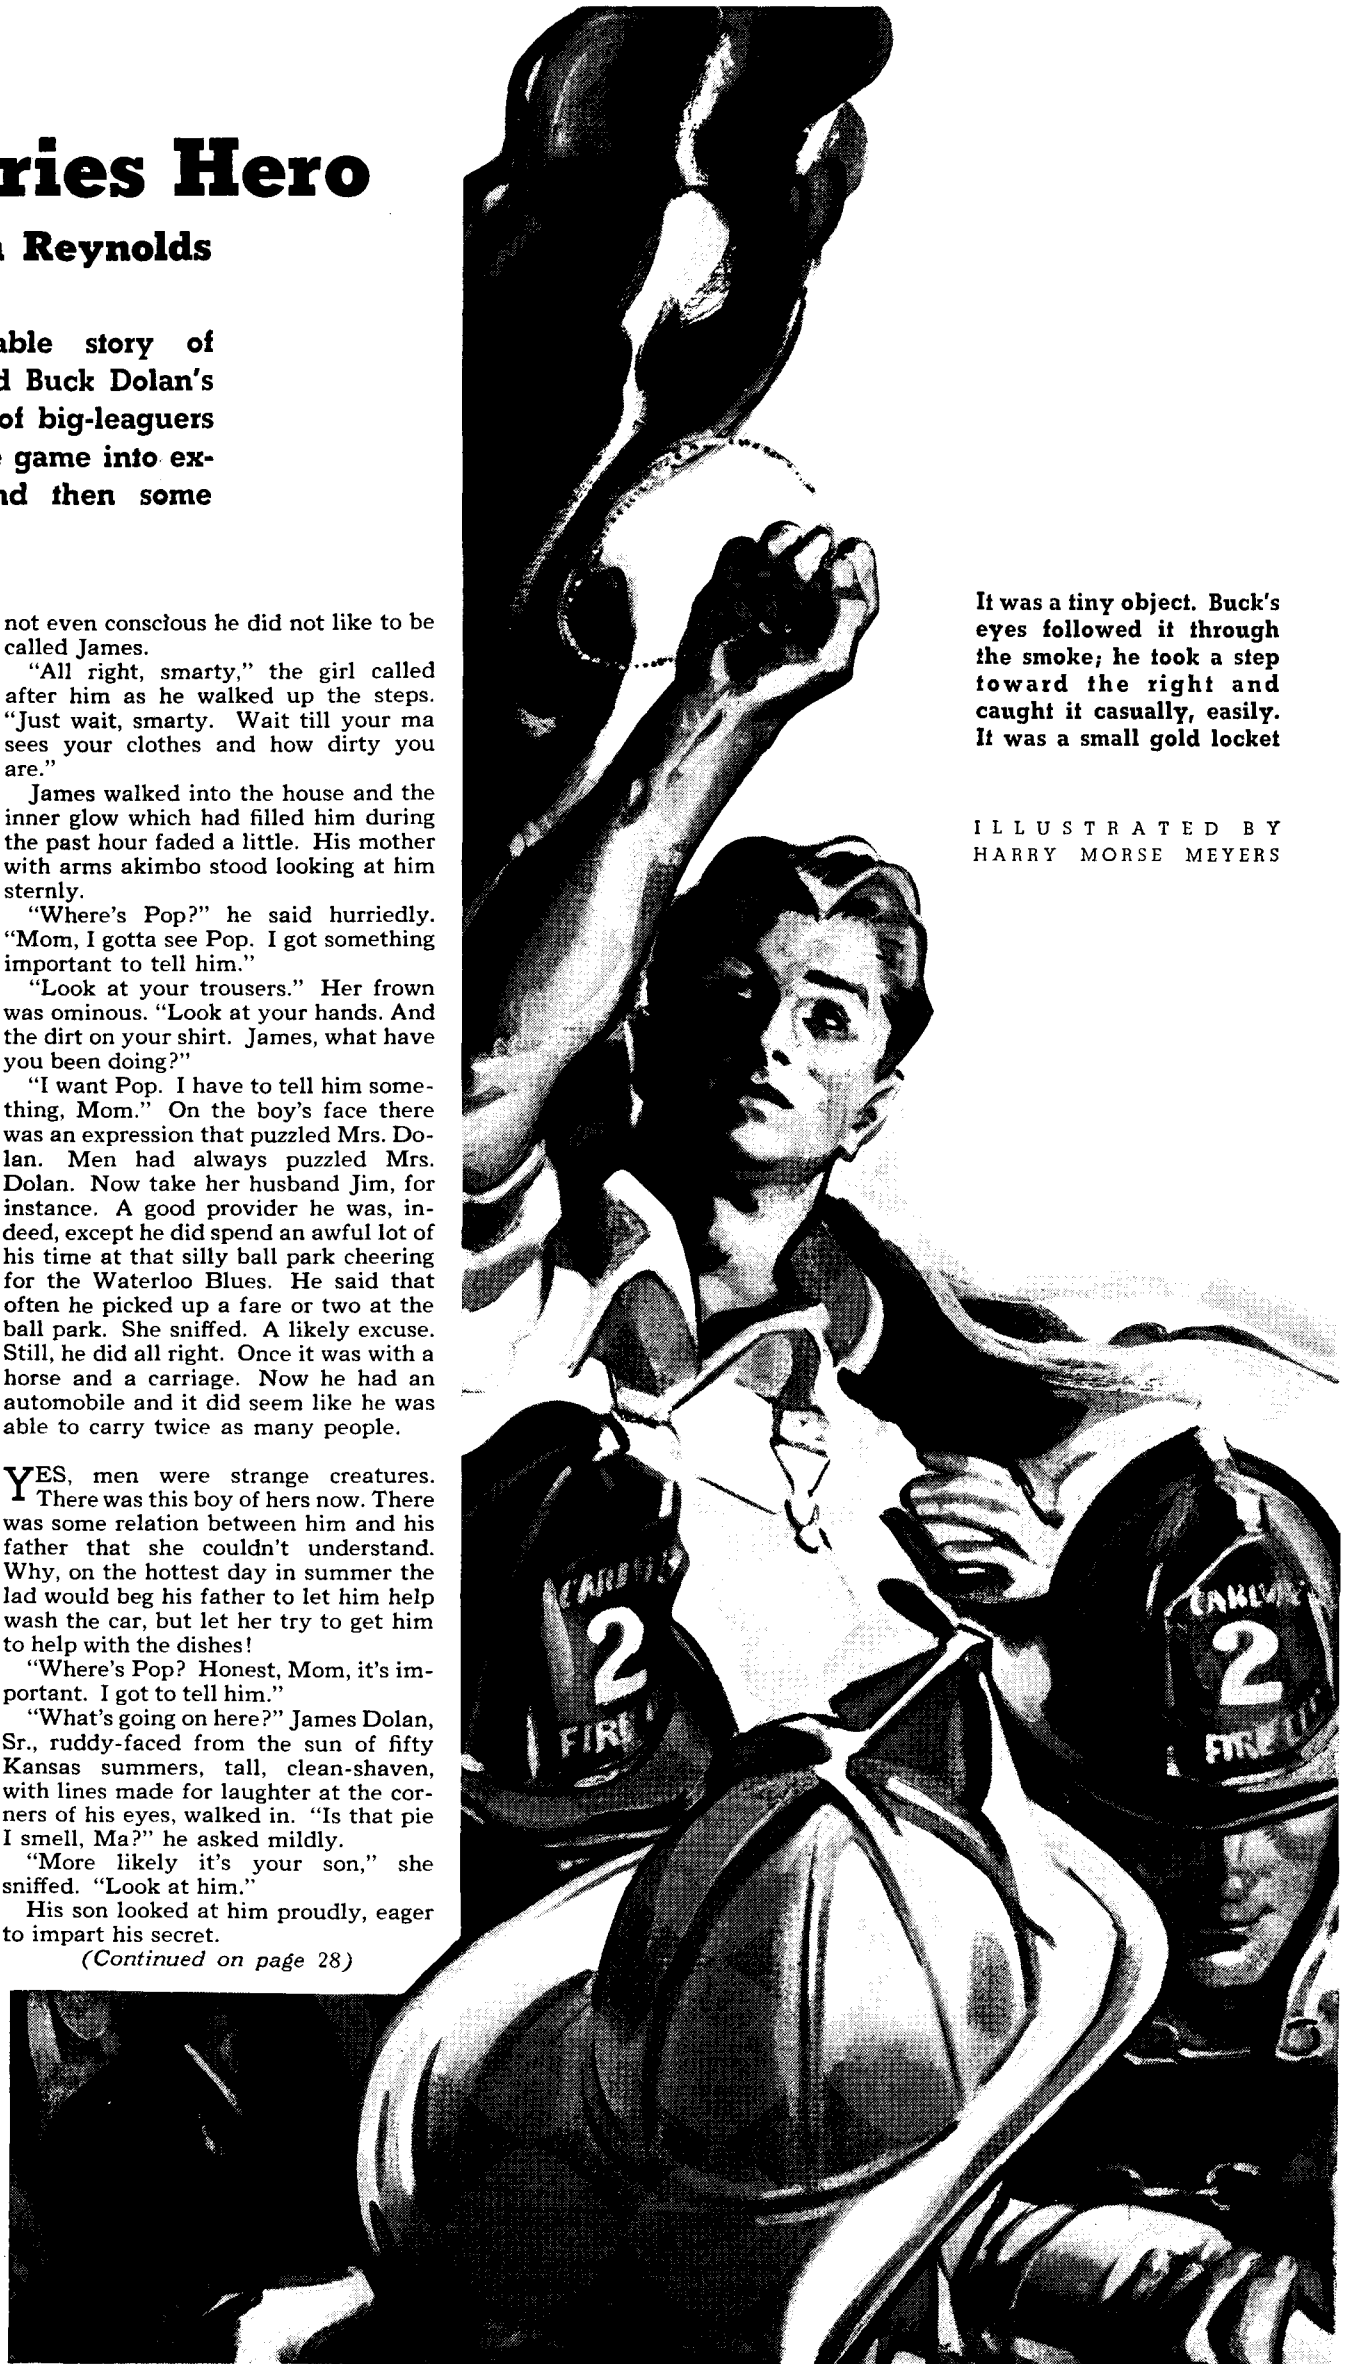 ries Hero
Reynolds
able story of
d Buck Dolan's
of big-leaguers
e game into ex-
nd then some
not even conscious he did not like to be
called James.
"All right, smarty," the girl called
after him as he walked up the steps.
"Just wait, smarty. Wait till your ma
sees your clothes and how dirty you
are."
James walked into the house and the
inner glow which had filled him during
the past hour faded a little. His mother
with arms akimbo stood looking at him
sternly.
"Where's Pop?" he said hurriedly.
"Mom, I gotta see Pop. I got something
important to tell him."
"Look at your trousers." Her frown
was ominous. "Look at your hands. And
the dirt on your shirt. James, what have
you been doing?"
"I want Pop. I have to tell him some-
thing, Mom." On the boy's face there
was an expression that puzzled Mrs. Do-
lan. Men had always puzzled Mrs.
Dolan. Now take her husband Jim, for
instance. A good provider he was, in-
deed, except he did spend an awful lot of
his time at that silly ball park cheering
for the Waterloo Blues. He said that
often he picked up a fare or two at the
ball park. She sniffed. A likely excuse.
Still, he did all right. Once it was with a
horse and a carriage. Now he had an
automobile and it did seem like he was
able to carry twice as many people.
YES, men were strange creatures.
There was this boy of hers now. There
was some relation between him and his
father that she couldn't understand.
Why, on the hottest day in summer the
lad would beg his father to let him help
wash the car, but let her try to get him
to help with the dishes!
"Where's Pop? Honest, Mom, it's im-
portant. I got to tell him."
"What's going on here?" James Dolan,
Sr., ruddy-faced from the sun of fifty
Kansas summers, tall, clean-shaven,
with lines made for laughter at the cor-
ners of his eyes, walked in. "Is that pie
I smell, Ma?" he asked mildly.
"More likely it's your son," she
sniffed. "Look at him."
His son looked at him proudly, eager
to impart his secret.
(Continued on page 28)
It was a tiny object. Buck's
eyes followed it through
the smoke; he took a step
toward the right and
caught it casually, easily.
It was a small gold locket
ILLUSTRATED BY
HARRY MORSE MEYERS
2
FIRE
2
FIRE